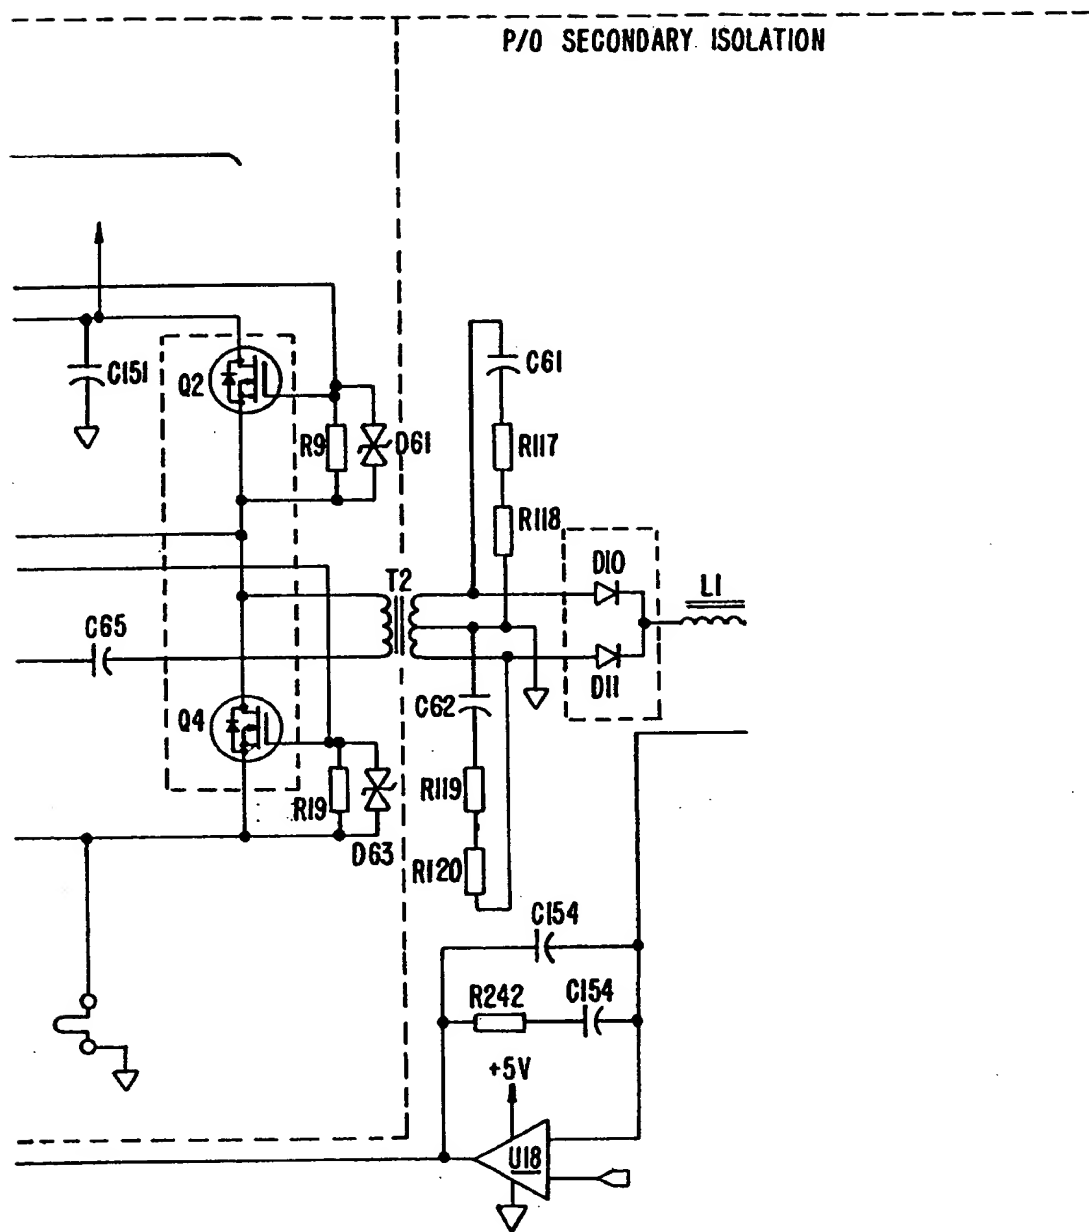 P/O SECONDARY ISOLATION
C151
Q2
R9
D61
C61
R117
R118
D10
L1
T2
C65
D11
C62
Q4
R19
D63
R119
R120
C154
R242
C154
+5V
U18